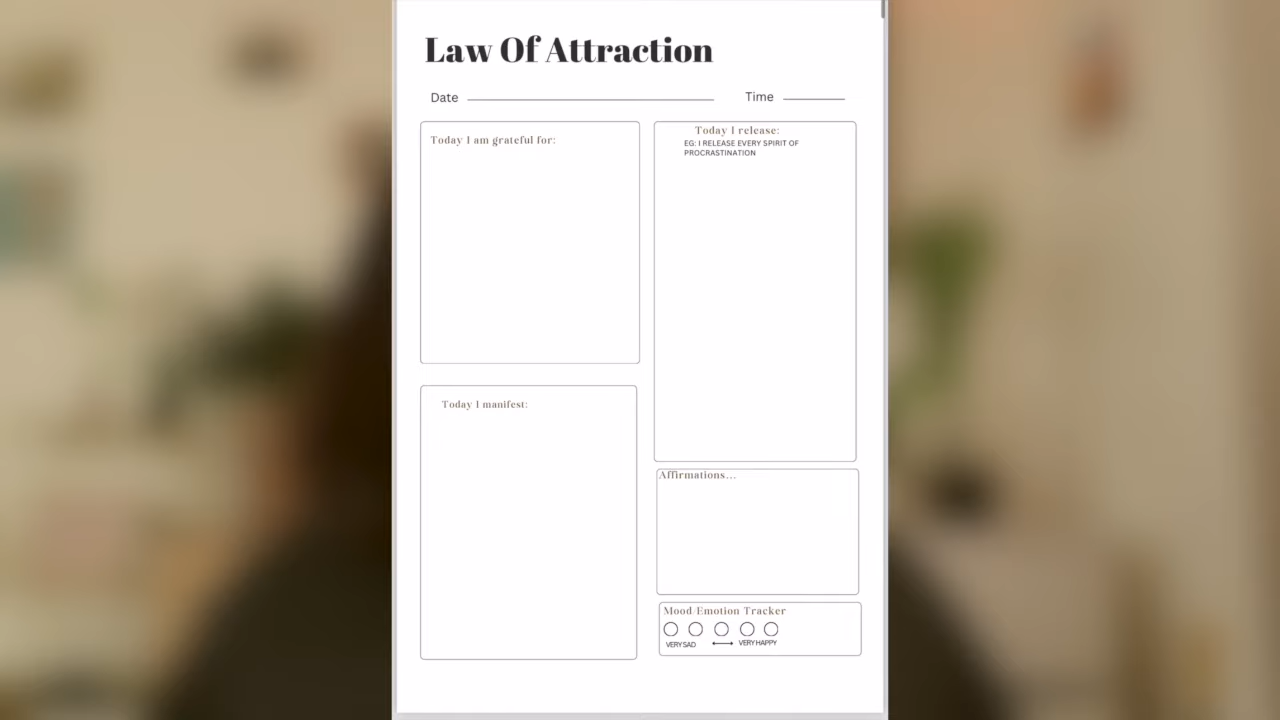 Law Of Attraction
Date
Time
Today I am grateful for:
Today I release:
EG: I RELEASE EVERY SPIRIT OF
PROCRASTINATION
Today I manifest:
Affirmations...
Mood Emotion Tracker
VERY SAD
VERY HAPPY